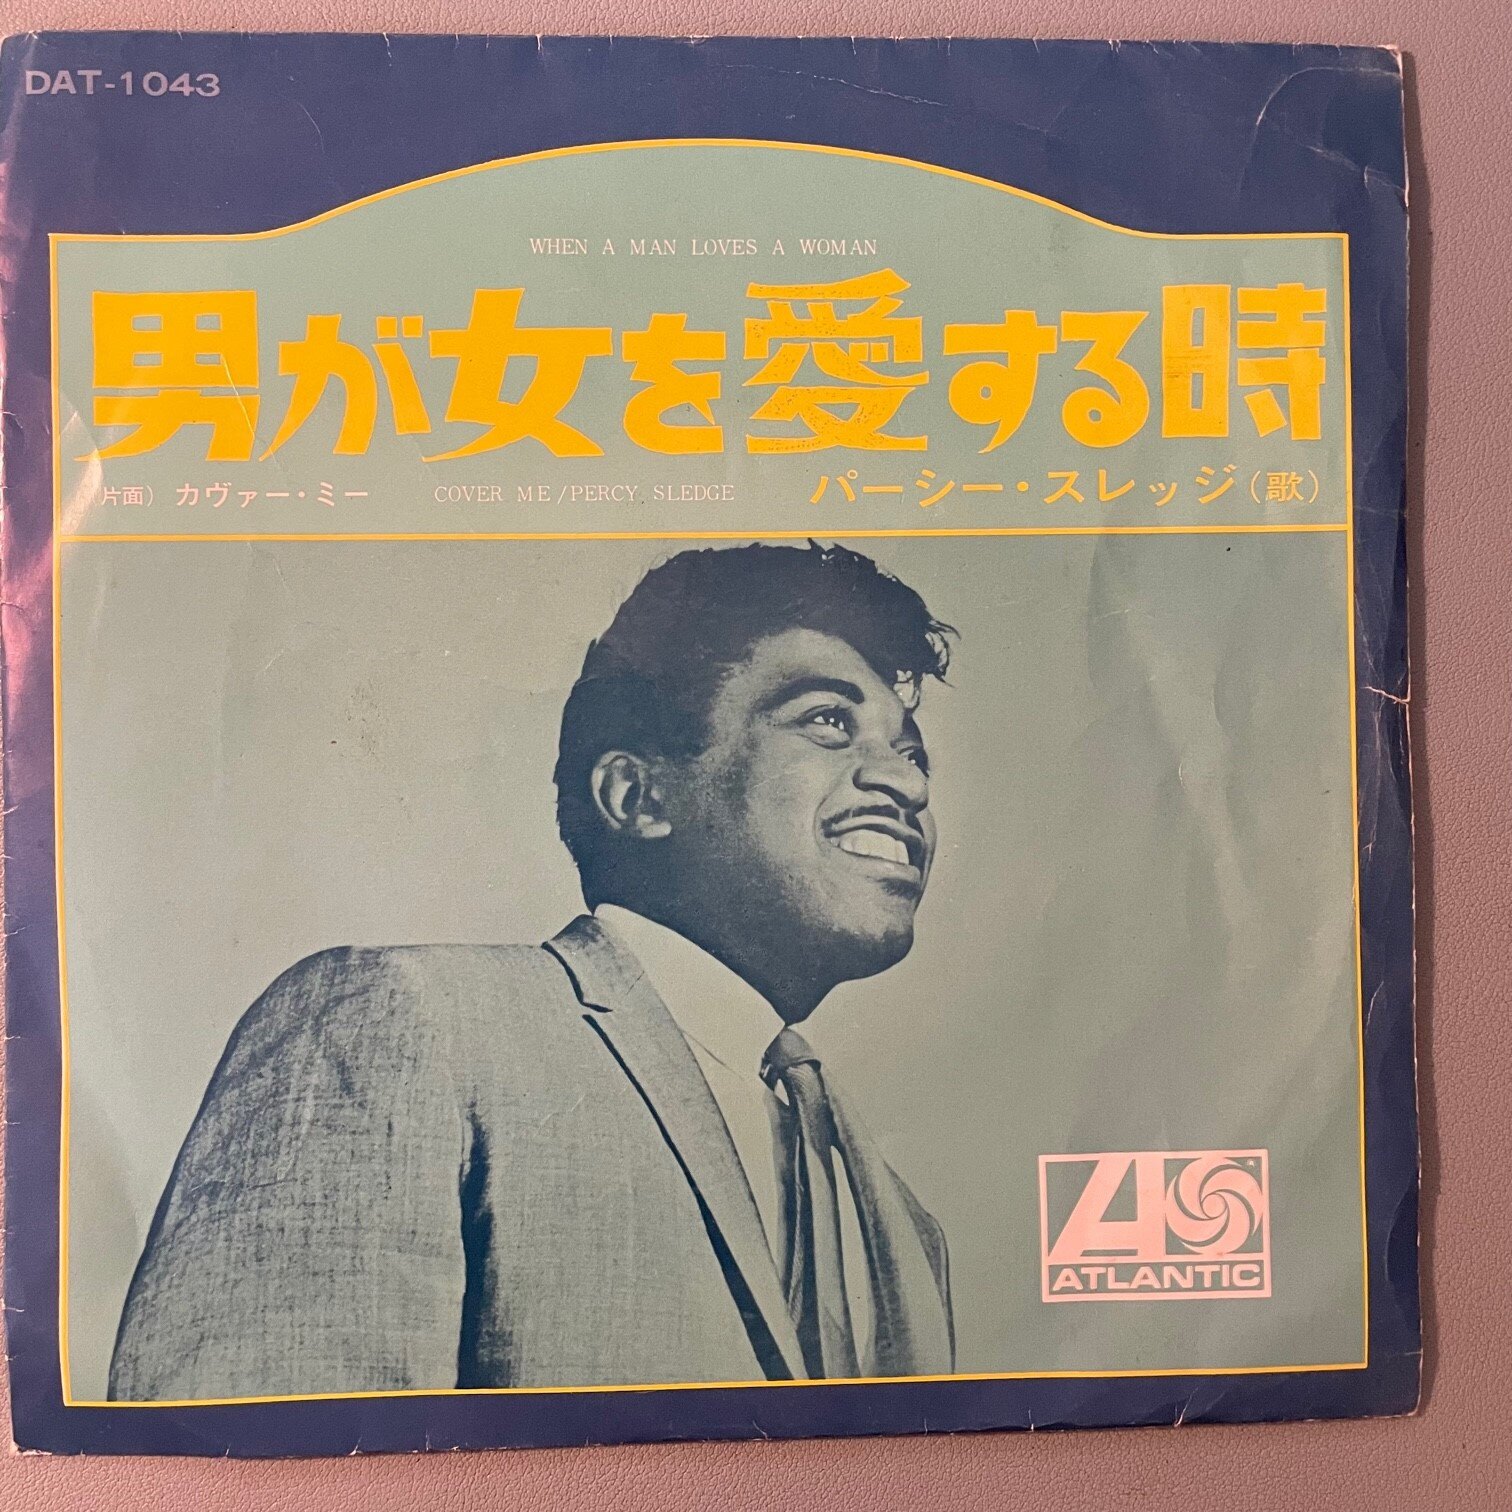 DAT-1043
WHEN A MAN LOVES A WOMAN
男が女を愛する時
(片面) カヴァー・ミー COVER ME/PERCY SLEDGE パーシー・スレッジ(歌)
ATLANTIC